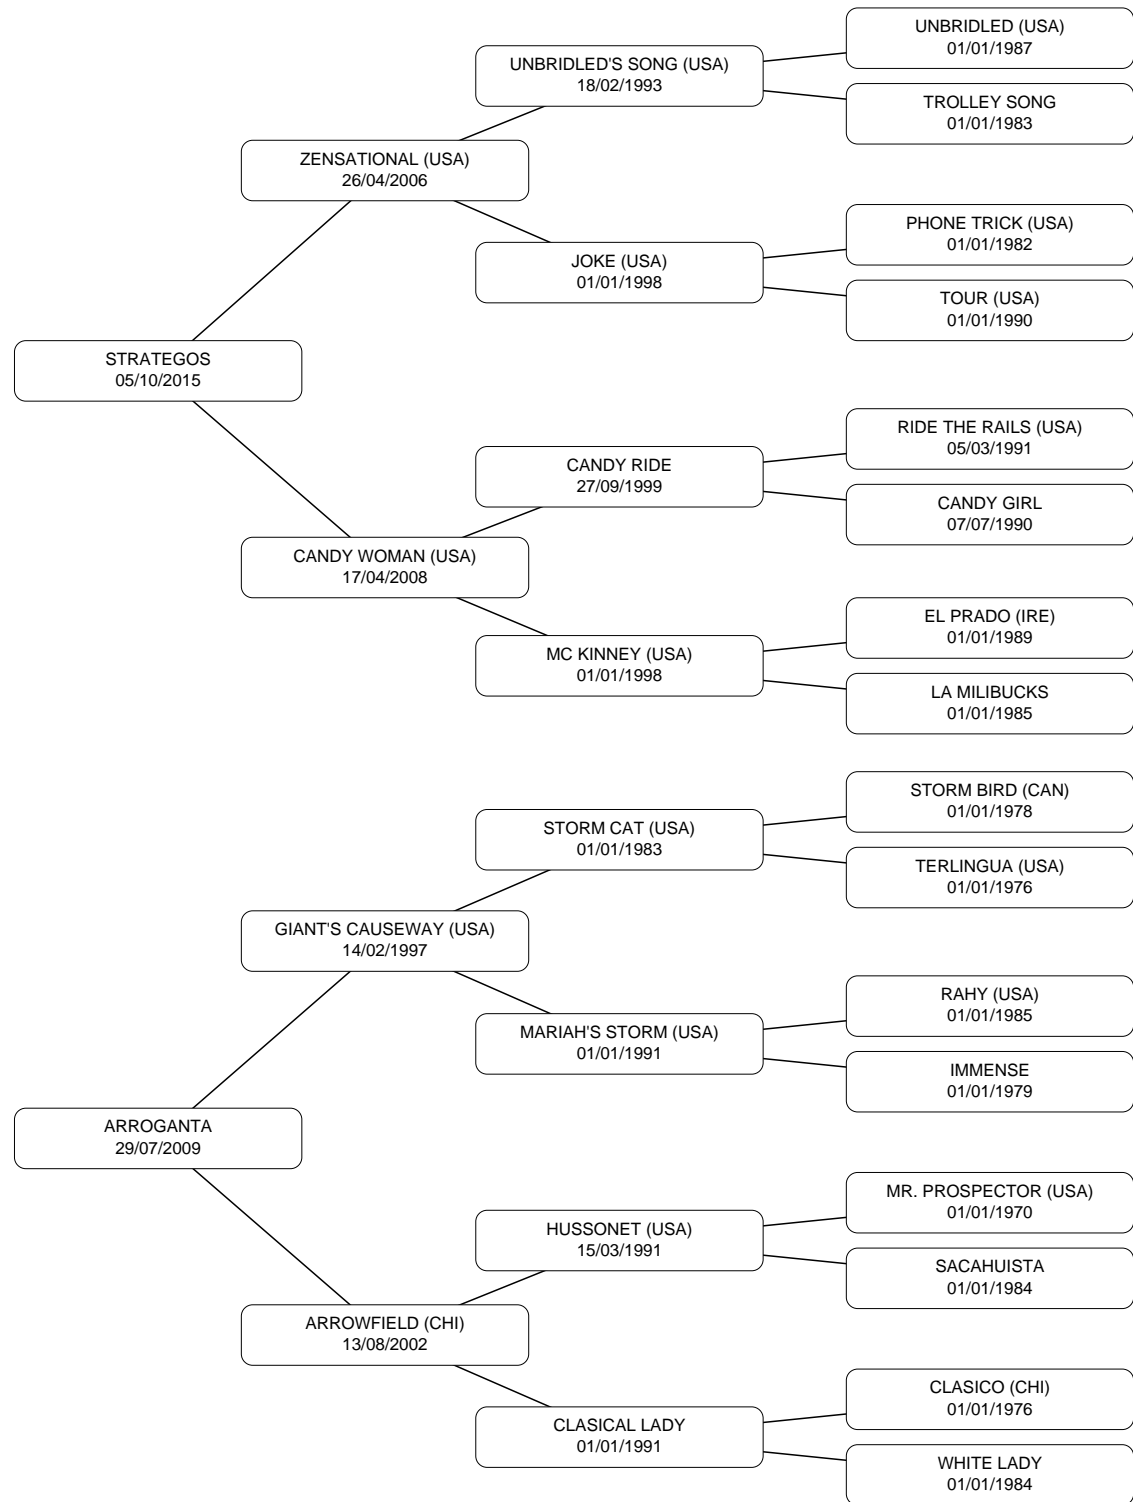 UNBRIDLED (USA)
01/01/1987
UNBRIDLED'S SONG (USA)
18/02/1993
TROLLEY SONG
01/01/1983
ZENSATIONAL (USA)
26/04/2006
PHONE TRICK (USA)
01/01/1982
JOKE (USA)
01/01/1998
TOUR (USA)
01/01/1990
STRATEGOS
05/10/2015
RIDE THE RAILS (USA)
05/03/1991
CANDY RIDE
27/09/1999
CANDY GIRL
07/07/1990
CANDY WOMAN (USA)
17/04/2008
EL PRADO (IRE)
01/01/1989
MC KINNEY (USA)
01/01/1998
LA MILIBUCKS
01/01/1985
STORM BIRD (CAN)
01/01/1978
STORM CAT (USA)
01/01/1983
TERLINGUA (USA)
01/01/1976
GIANT'S CAUSEWAY (USA)
14/02/1997
RAHY (USA)
01/01/1985
MARIAH'S STORM (USA)
01/01/1991
IMMENSE
01/01/1979
ARROGANTA
29/07/2009
MR. PROSPECTOR (USA)
01/01/1970
HUSSONET (USA)
15/03/1991
SACAHUISTA
01/01/1984
ARROWFIELD (CHI)
13/08/2002
CLASICO (CHI)
01/01/1976
CLASICAL LADY
01/01/1991
WHITE LADY
01/01/1984